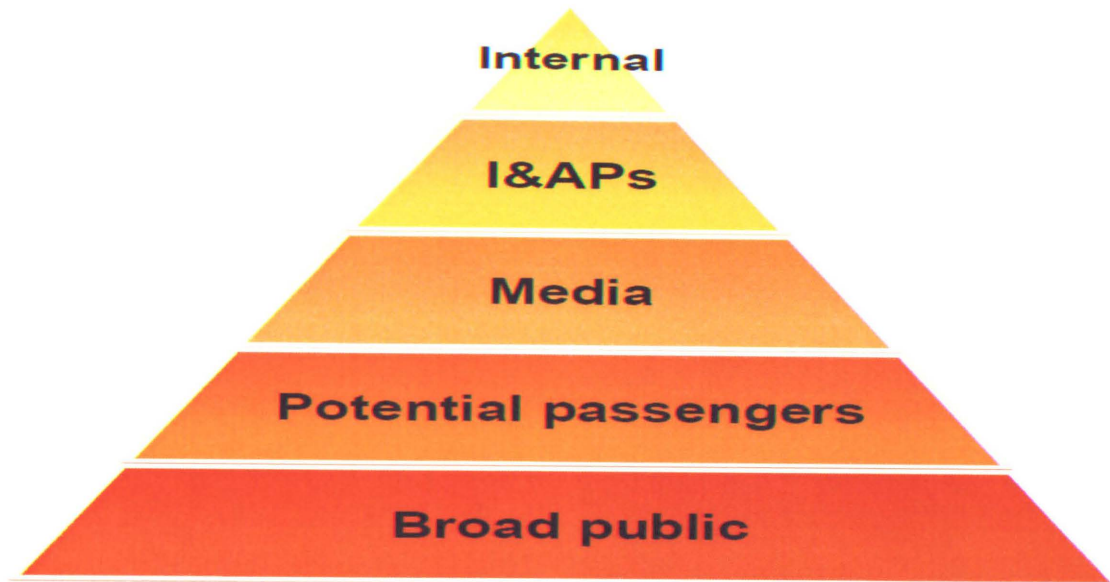 Internal
I&APs
Media
Potential passengers
Broad public